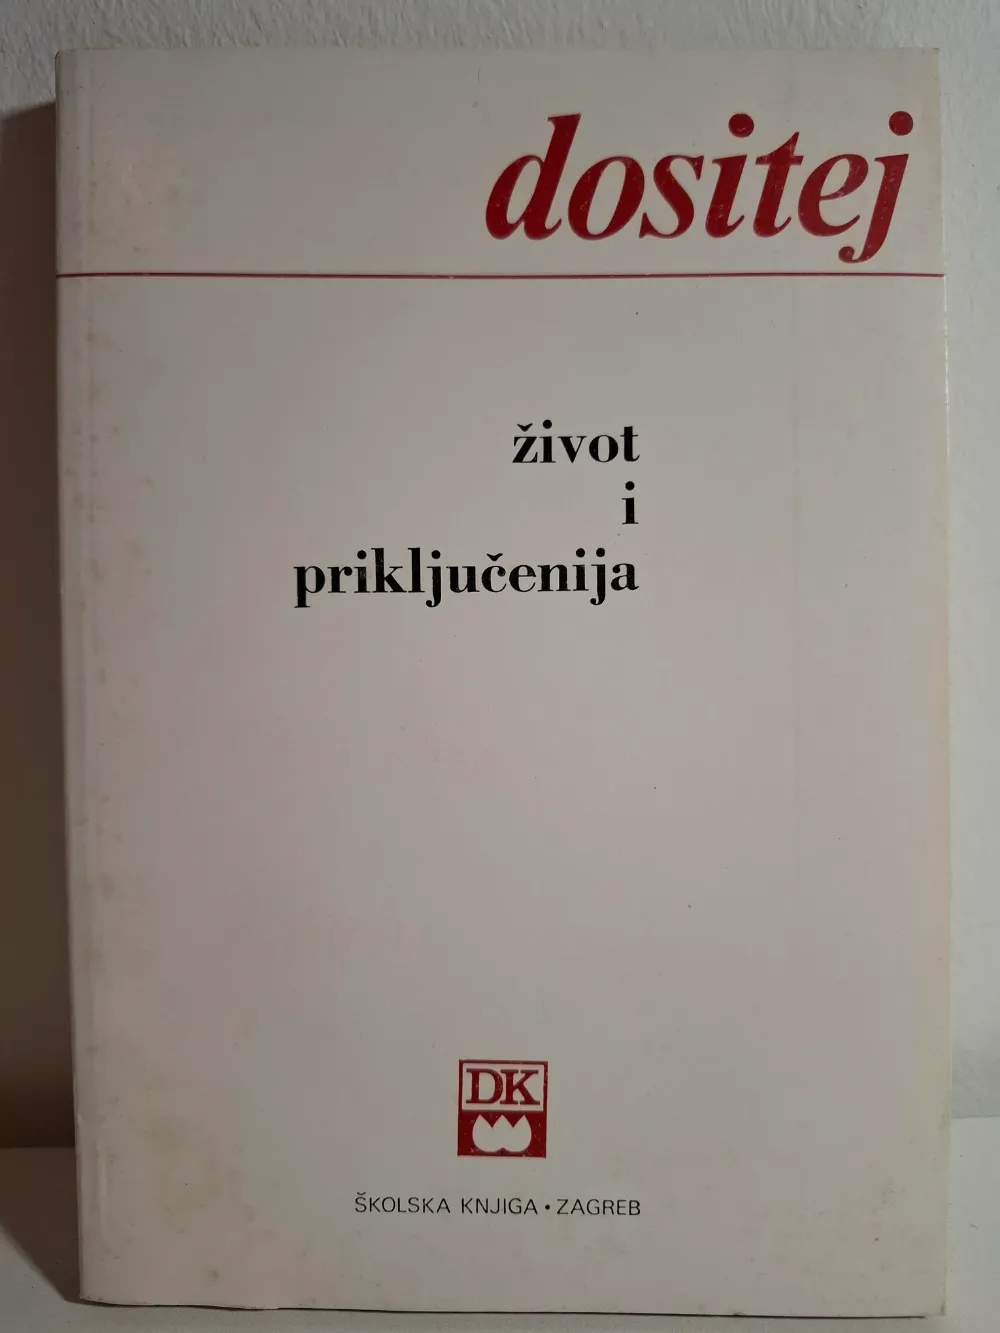 dositej
život
i
priključenija
DK
ŠKOLSKA KNJIGA • ZAGREB